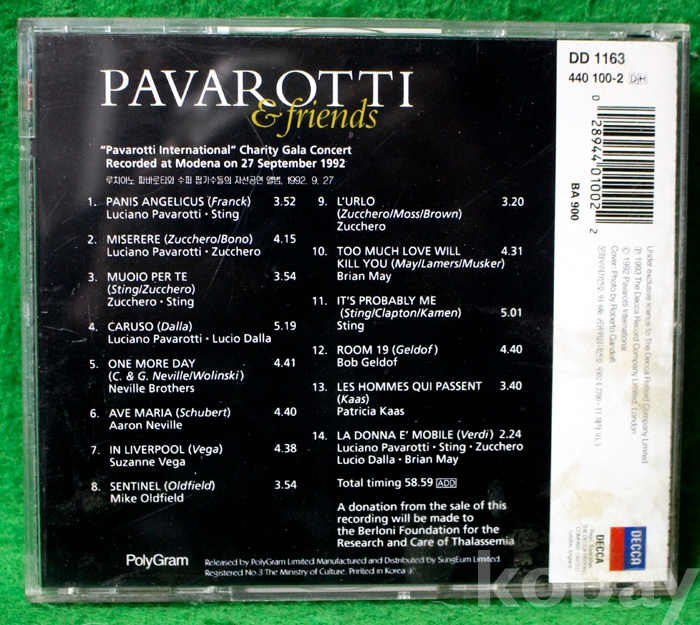 PAVAROTTI
& friends
"Pavarotti International" Charity Gala Concert
Recorded at Modena on 27 September 1992
루치아노 파바로티와 수퍼 팝가수들의 자선공연 앨범, 1992. 9. 27
1. PANIS ANGELICUS (Franck) 3.52
Luciano Pavarotti · Sting
2. MISERERE (Zucchero/Bono) 4.15
Luciano Pavarotti · Zucchero
3. MUOIO PER TE 3.54
(Sting/Zucchero)
Zucchero · Sting
4. CARUSO (Dalla) 5.19
Luciano Pavarotti · Lucio Dalla
5. ONE MORE DAY 4.41
(C. & G. Neville/Wolinski)
Neville Brothers
6. AVE MARIA (Schubert) 4.40
Aaron Neville
7. IN LIVERPOOL (Vega) 4.38
Suzanne Vega
8. SENTINEL (Oldfield) 3.54
Mike Oldfield
9. L'URLO 3.20
(Zucchero/Moss/Brown)
Zucchero
10. TOO MUCH LOVE WILL 4.31
KILL YOU (May/Lamers/Musker)
Brian May
11. IT'S PROBABLY ME
(Sting/Clapton/Kamen) 5.01
Sting
12. ROOM 19 (Geldof) 4.40
Bob Geldof
13. LES HOMMES QUI PASSENT 3.40
(Kaas)
Patricia Kaas
14. LA DONNA E' MOBILE (Verdi) 2.24
Luciano Pavarotti · Sting · Zucchero
Lucio Dalla · Brian May
Total timing 58.59 ADD
A donation from the sale of this
recording will be made to
the Berloni Foundation for the
Research and Care of Thalassemia
PolyGram
Released by PolyGram Limited Manufactured and Distributed by SungEum Limited.
Registered No.3 The Ministry of Culture. Printed in Korea
DD 1163
440 100-2 DH
0 28944 01002 2
BA 900
Under exclusive licence to The Decca Record Company Limited
℗ 1993 The Decca Record Company Limited, London
© 1992 Pavarotti International
Cover: Photo by Roberto Gandolfi
DECCA
DECCA
THE DECCA RECORD
COMPANY LIMITED
London, England
kobay